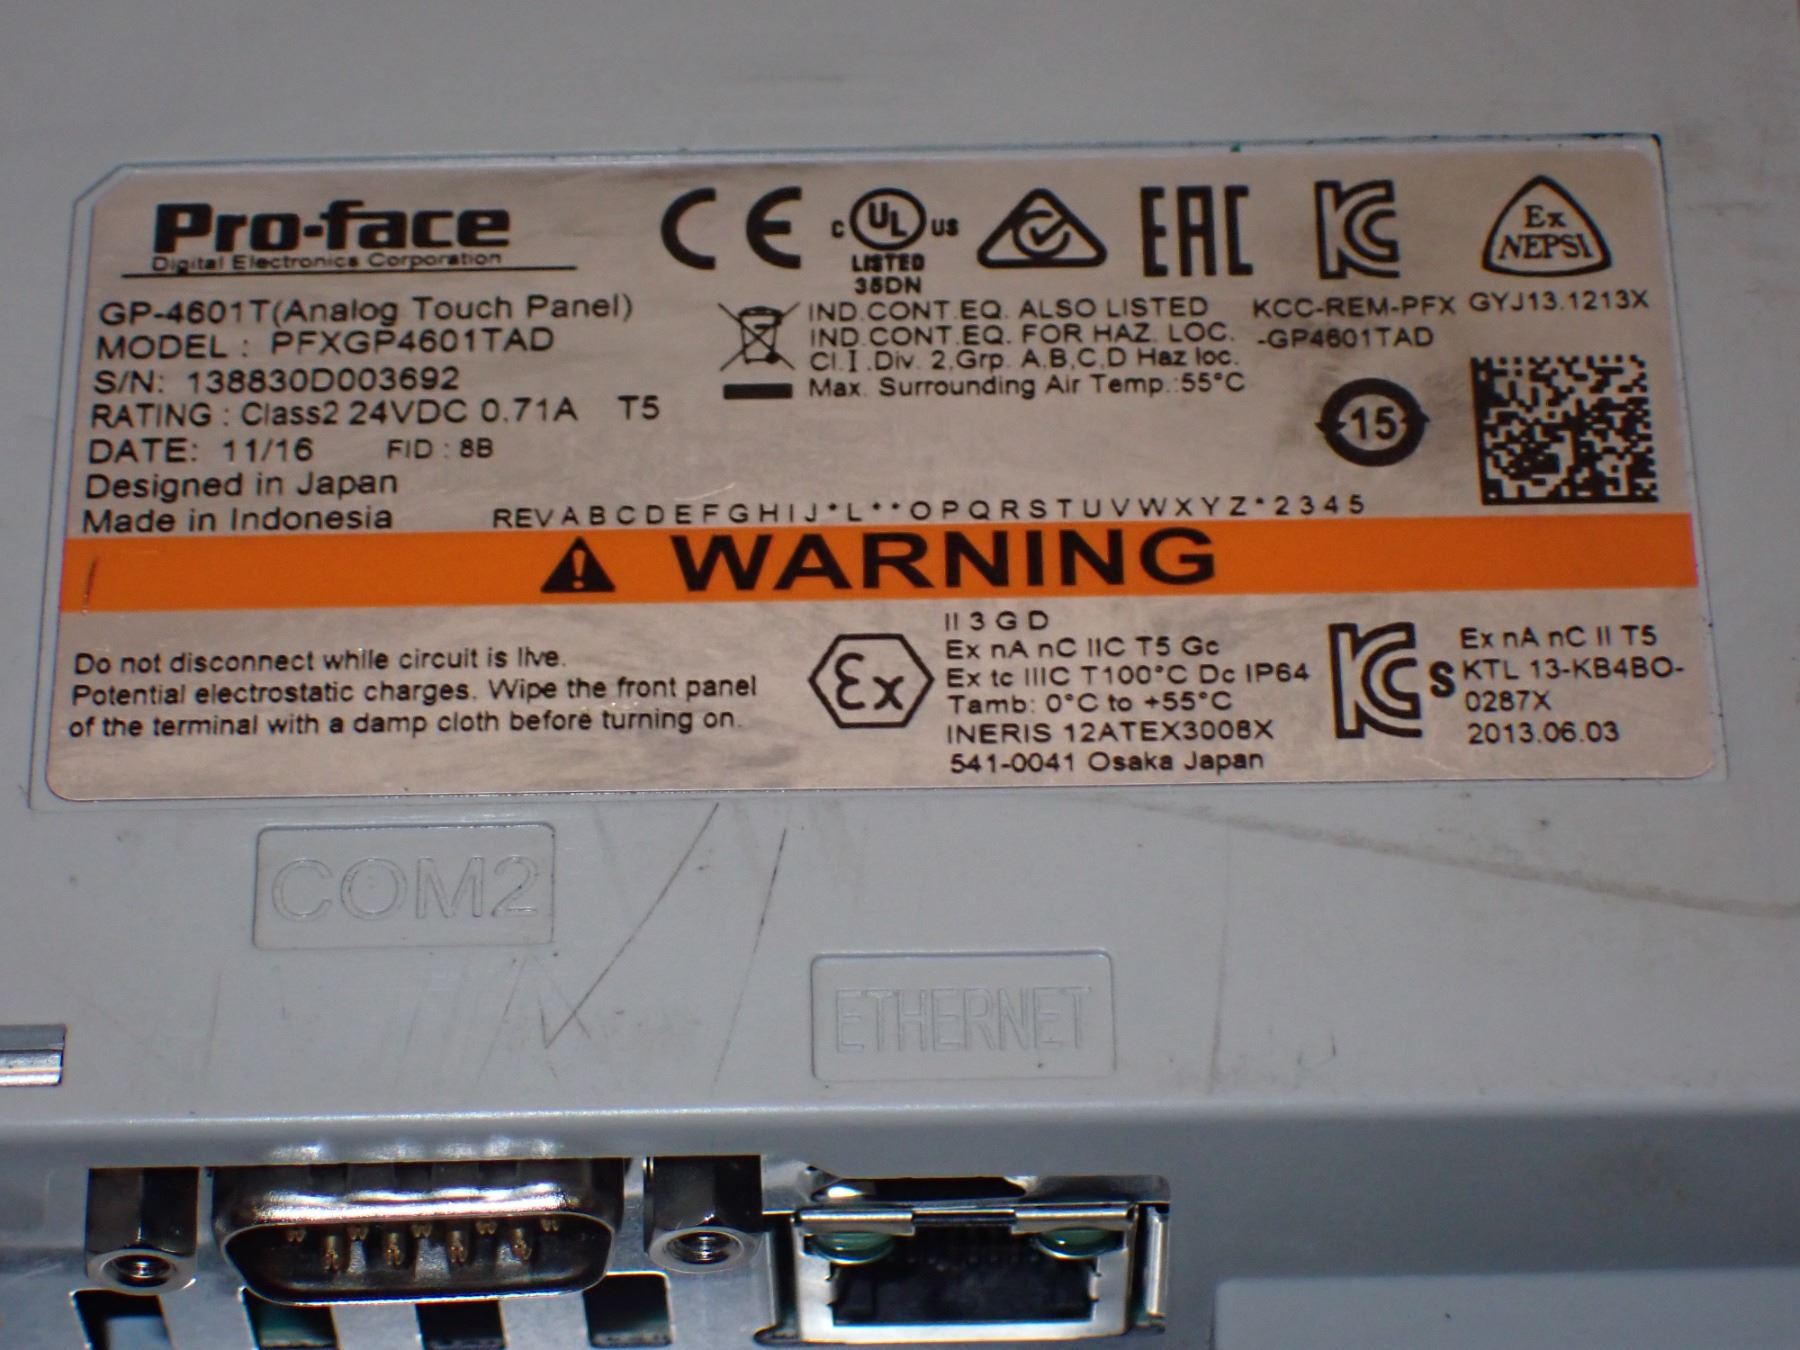 Pro-face
Digital Electronics Corporation
GP-4601T(Analog Touch Panel)
MODEL : PFXGP4601TAD
S/N: 138830D003692
RATING : Class2 24VDC 0.71A T5
DATE: 11/16 FID : 8B
Designed in Japan
Made in Indonesia
CE
C UL US
LISTED
35DN
EAC
KC
Ex
NEPSI
IND.CONT.EQ. ALSO LISTED
IND.CONT.EQ. FOR HAZ. LOC.
Cl.I.Div. 2,Grp. A,B,C,D Haz loc.
Max. Surrounding Air Temp.:55°C
KCC-REM-PFX
-GP4601TAD
GYJ13.1213X
15
REV A B C D E F G H I J * L * * O P Q R S T U V W X Y Z * 2 3 4 5
WARNING
Do not disconnect while circuit is live.
Potential electrostatic charges. Wipe the front panel
of the terminal with a damp cloth before turning on.
Ex
II 3 G D
Ex nA nC IIC T5 Gc
Ex tc IIIC T100°C Dc IP64
Tamb: 0°C to +55°C
INERIS 12ATEX3008X
541-0041 Osaka Japan
KCs
Ex nA nC II T5
KTL 13-KB4BO-
0287X
2013.06.03
COM2
ETHERNET